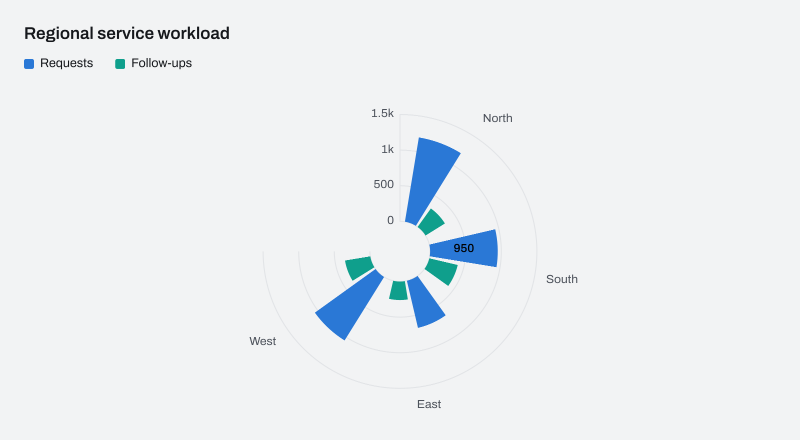 Regional service workload
Requests
Follow-ups
1.5k
North
1k
500
0
950
South
West
East